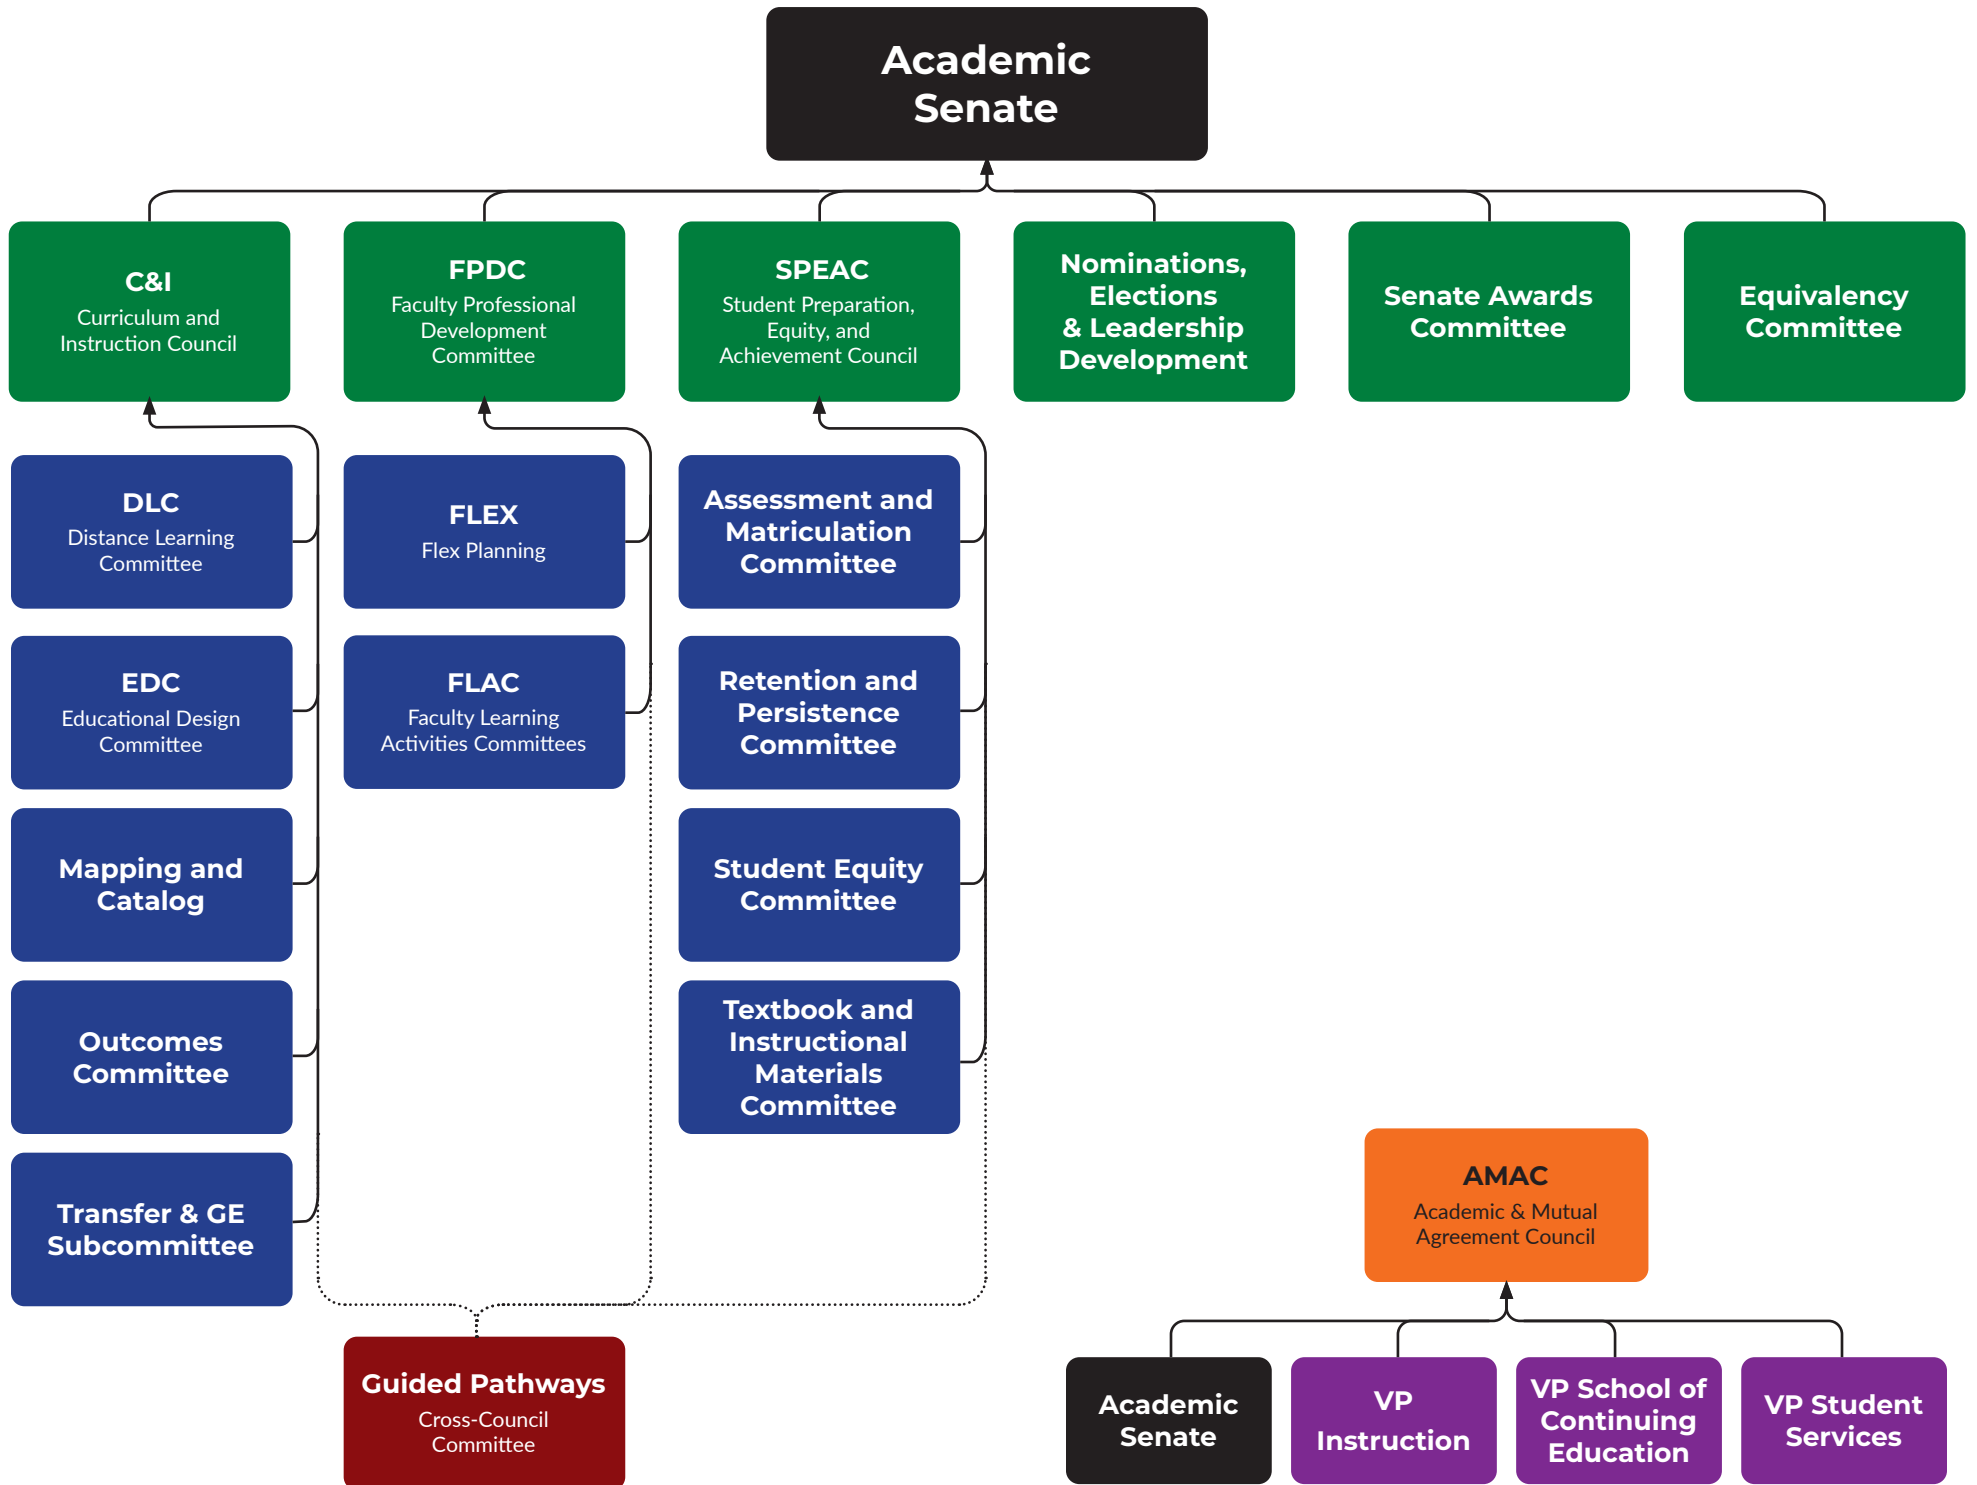 Academic
Senate
C&I
Curriculum and
Instruction Council
FPDC
Faculty Professional
Development
Committee
SPEAC
Student Preparation,
Equity, and
Achievement Council
Nominations,
Elections
& Leadership
Development
Senate Awards
Committee
Equivalency
Committee
DLC
Distance Learning
Committee
FLEX
Flex Planning
Assessment and
Matriculation
Committee
EDC
Educational Design
Committee
FLAC
Faculty Learning
Activities Committees
Retention and
Persistence
Committee
Mapping and
Catalog
Student Equity
Committee
Outcomes
Committee
Textbook and
Instructional
Materials
Committee
Transfer & GE
Subcommittee
AMAC
Academic & Mutual
Agreement Council
Guided Pathways
Cross-Council
Committee
Academic
Senate
VP
Instruction
VP School of
Continuing
Education
VP Student
Services